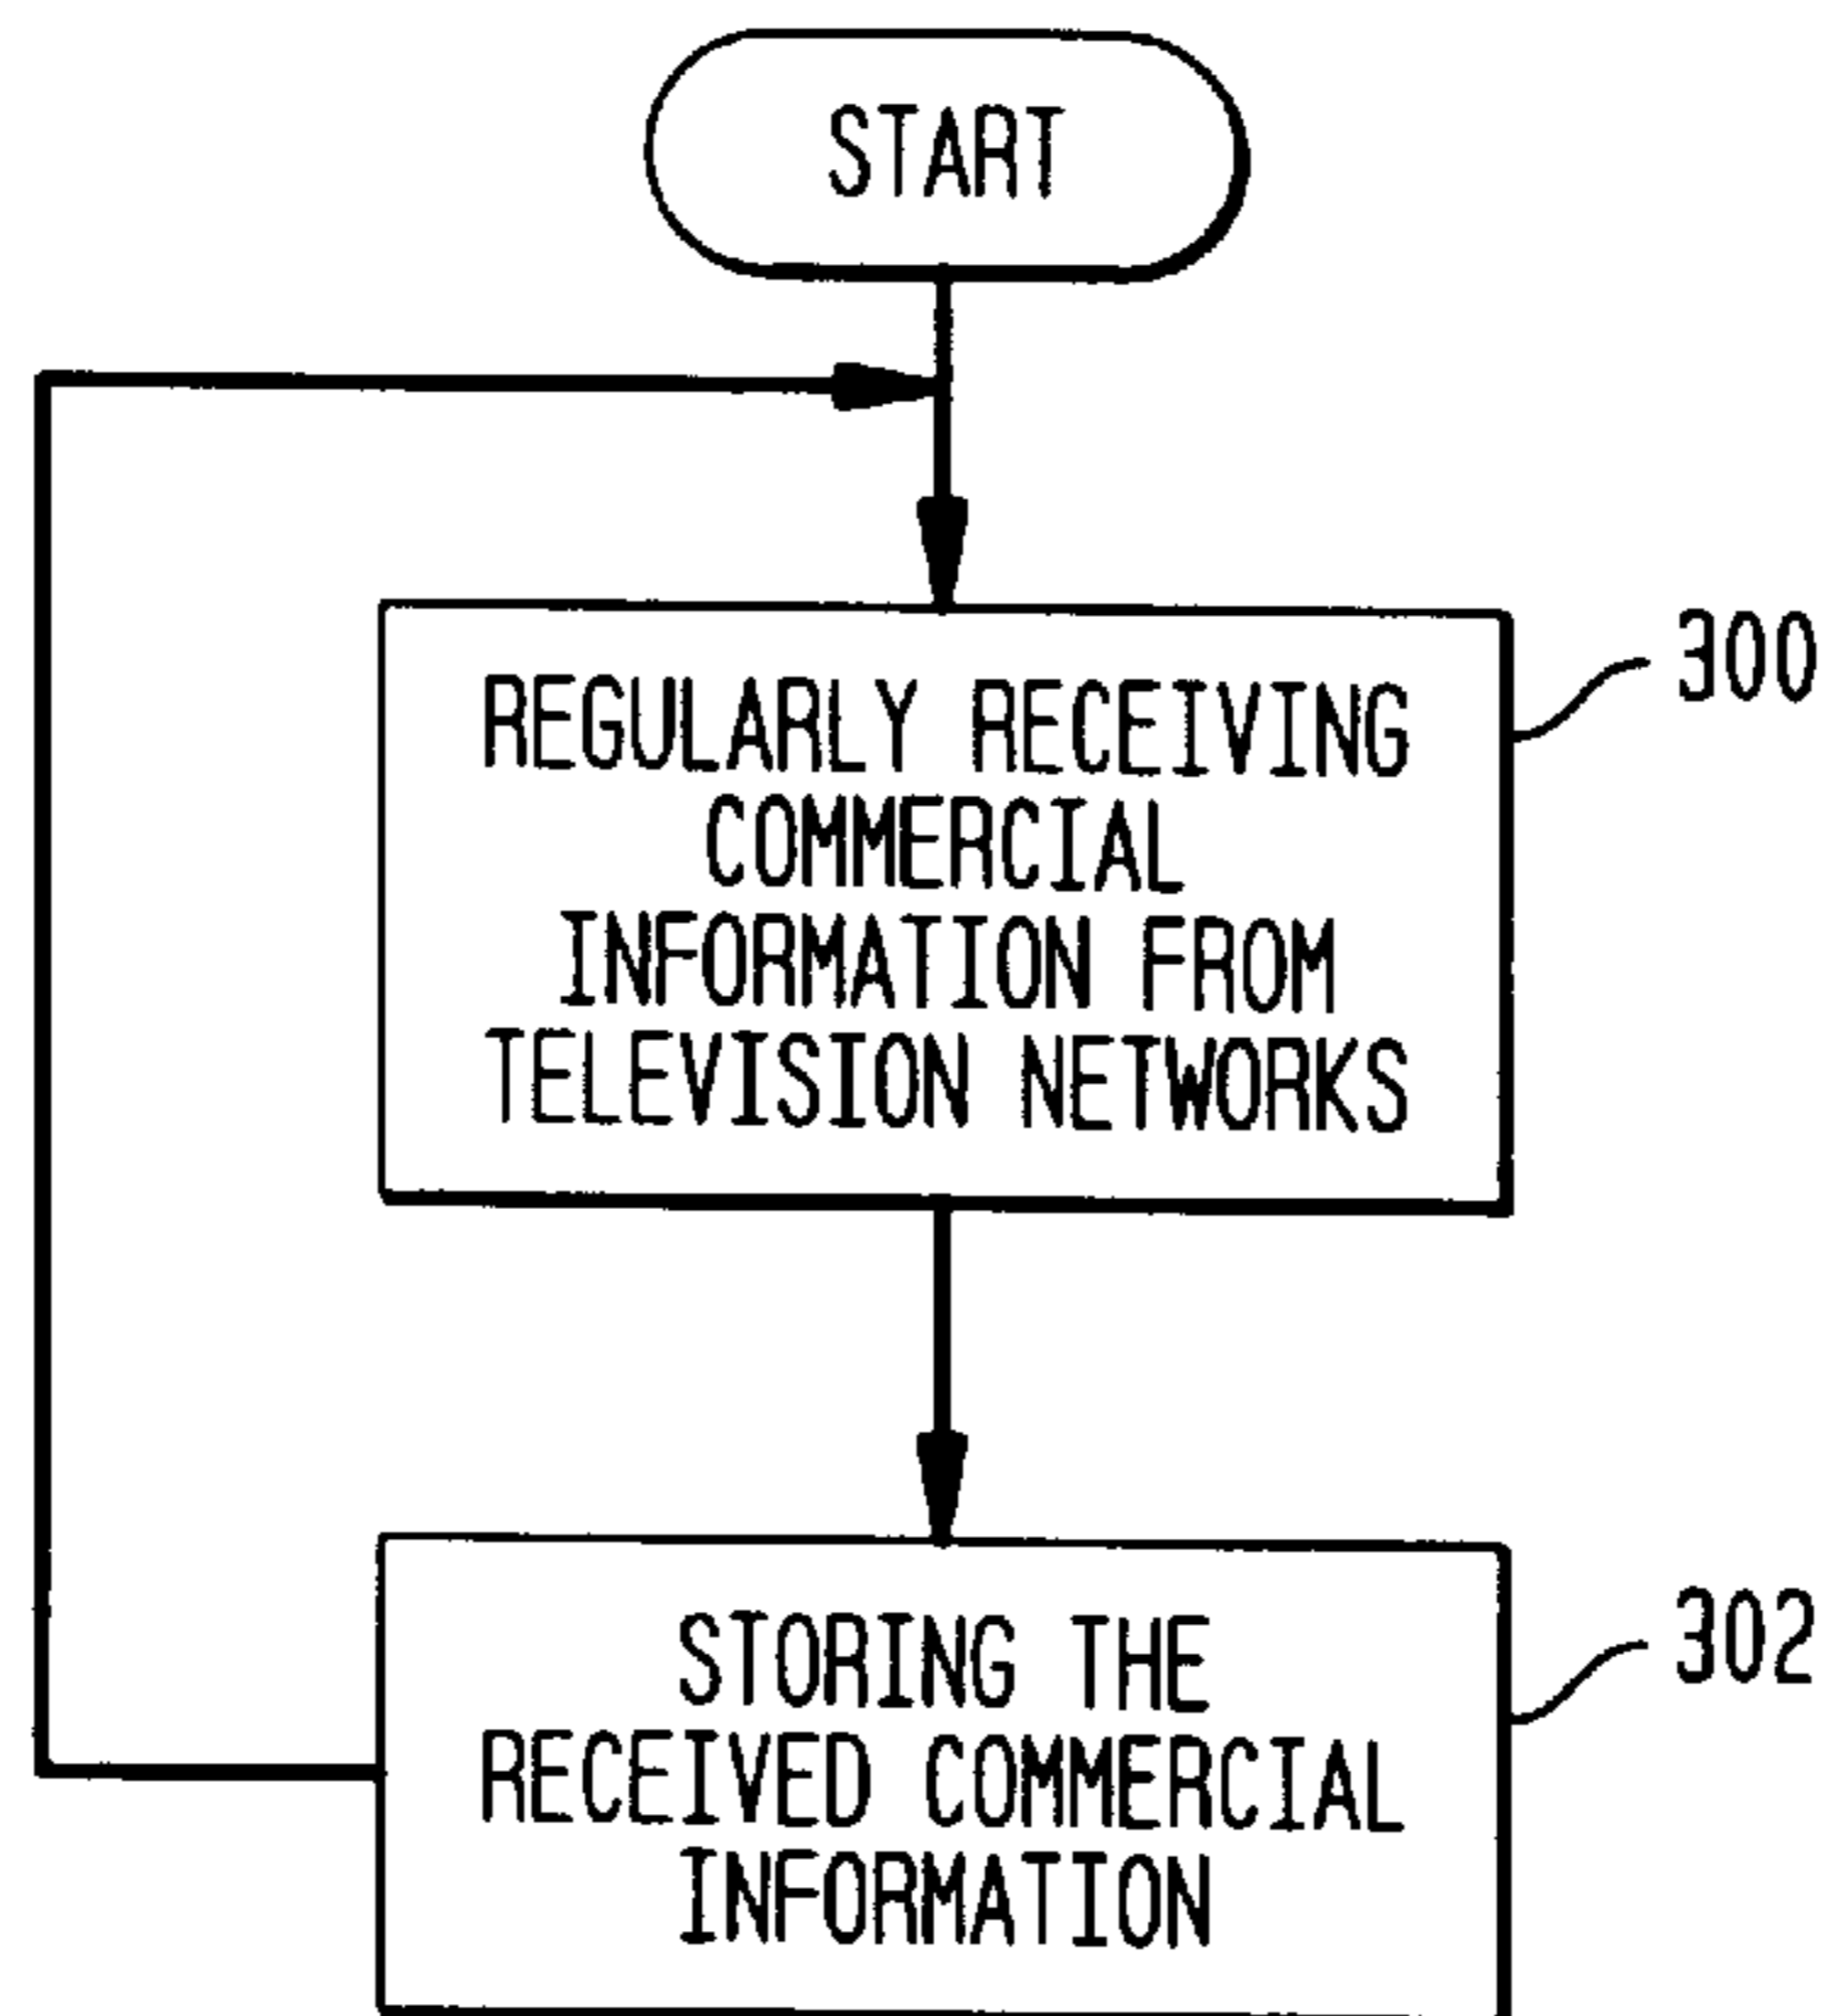 START
300
REGULARLY RECEIVING
COMMERCIAL
INFORMATION FROM
TELEVISION NETWORKS
302
STORING THE
RECEIVED COMMERCIAL
INFORMATION